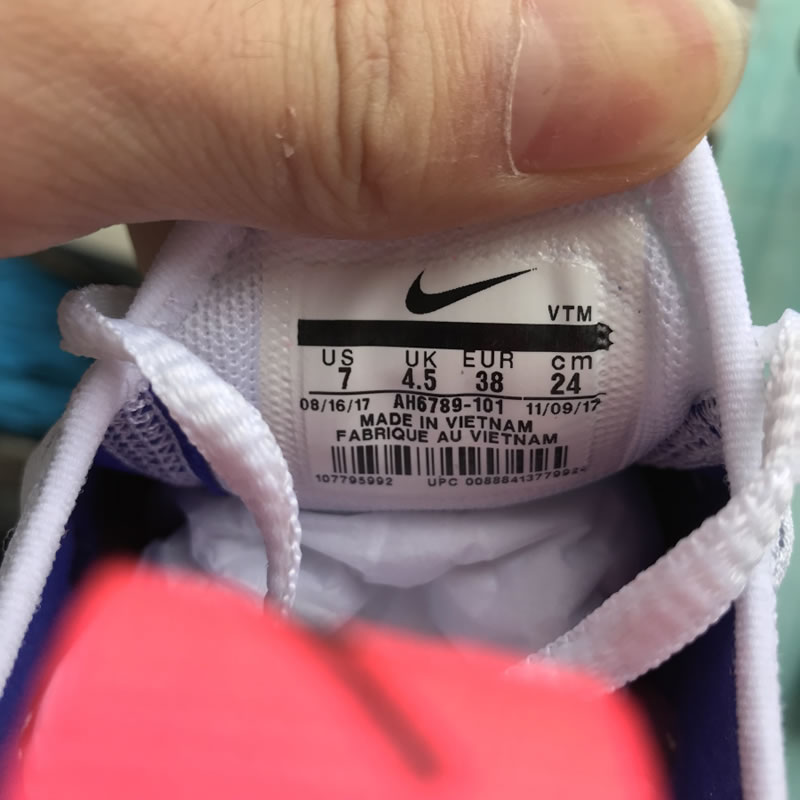 VTM
US UK EUR cm
7 4.5 38 24
08/16/17 AH6789-101 11/09/17
MADE IN VIETNAM
FABRIQUE AU VIETNAM
107795992 UPC